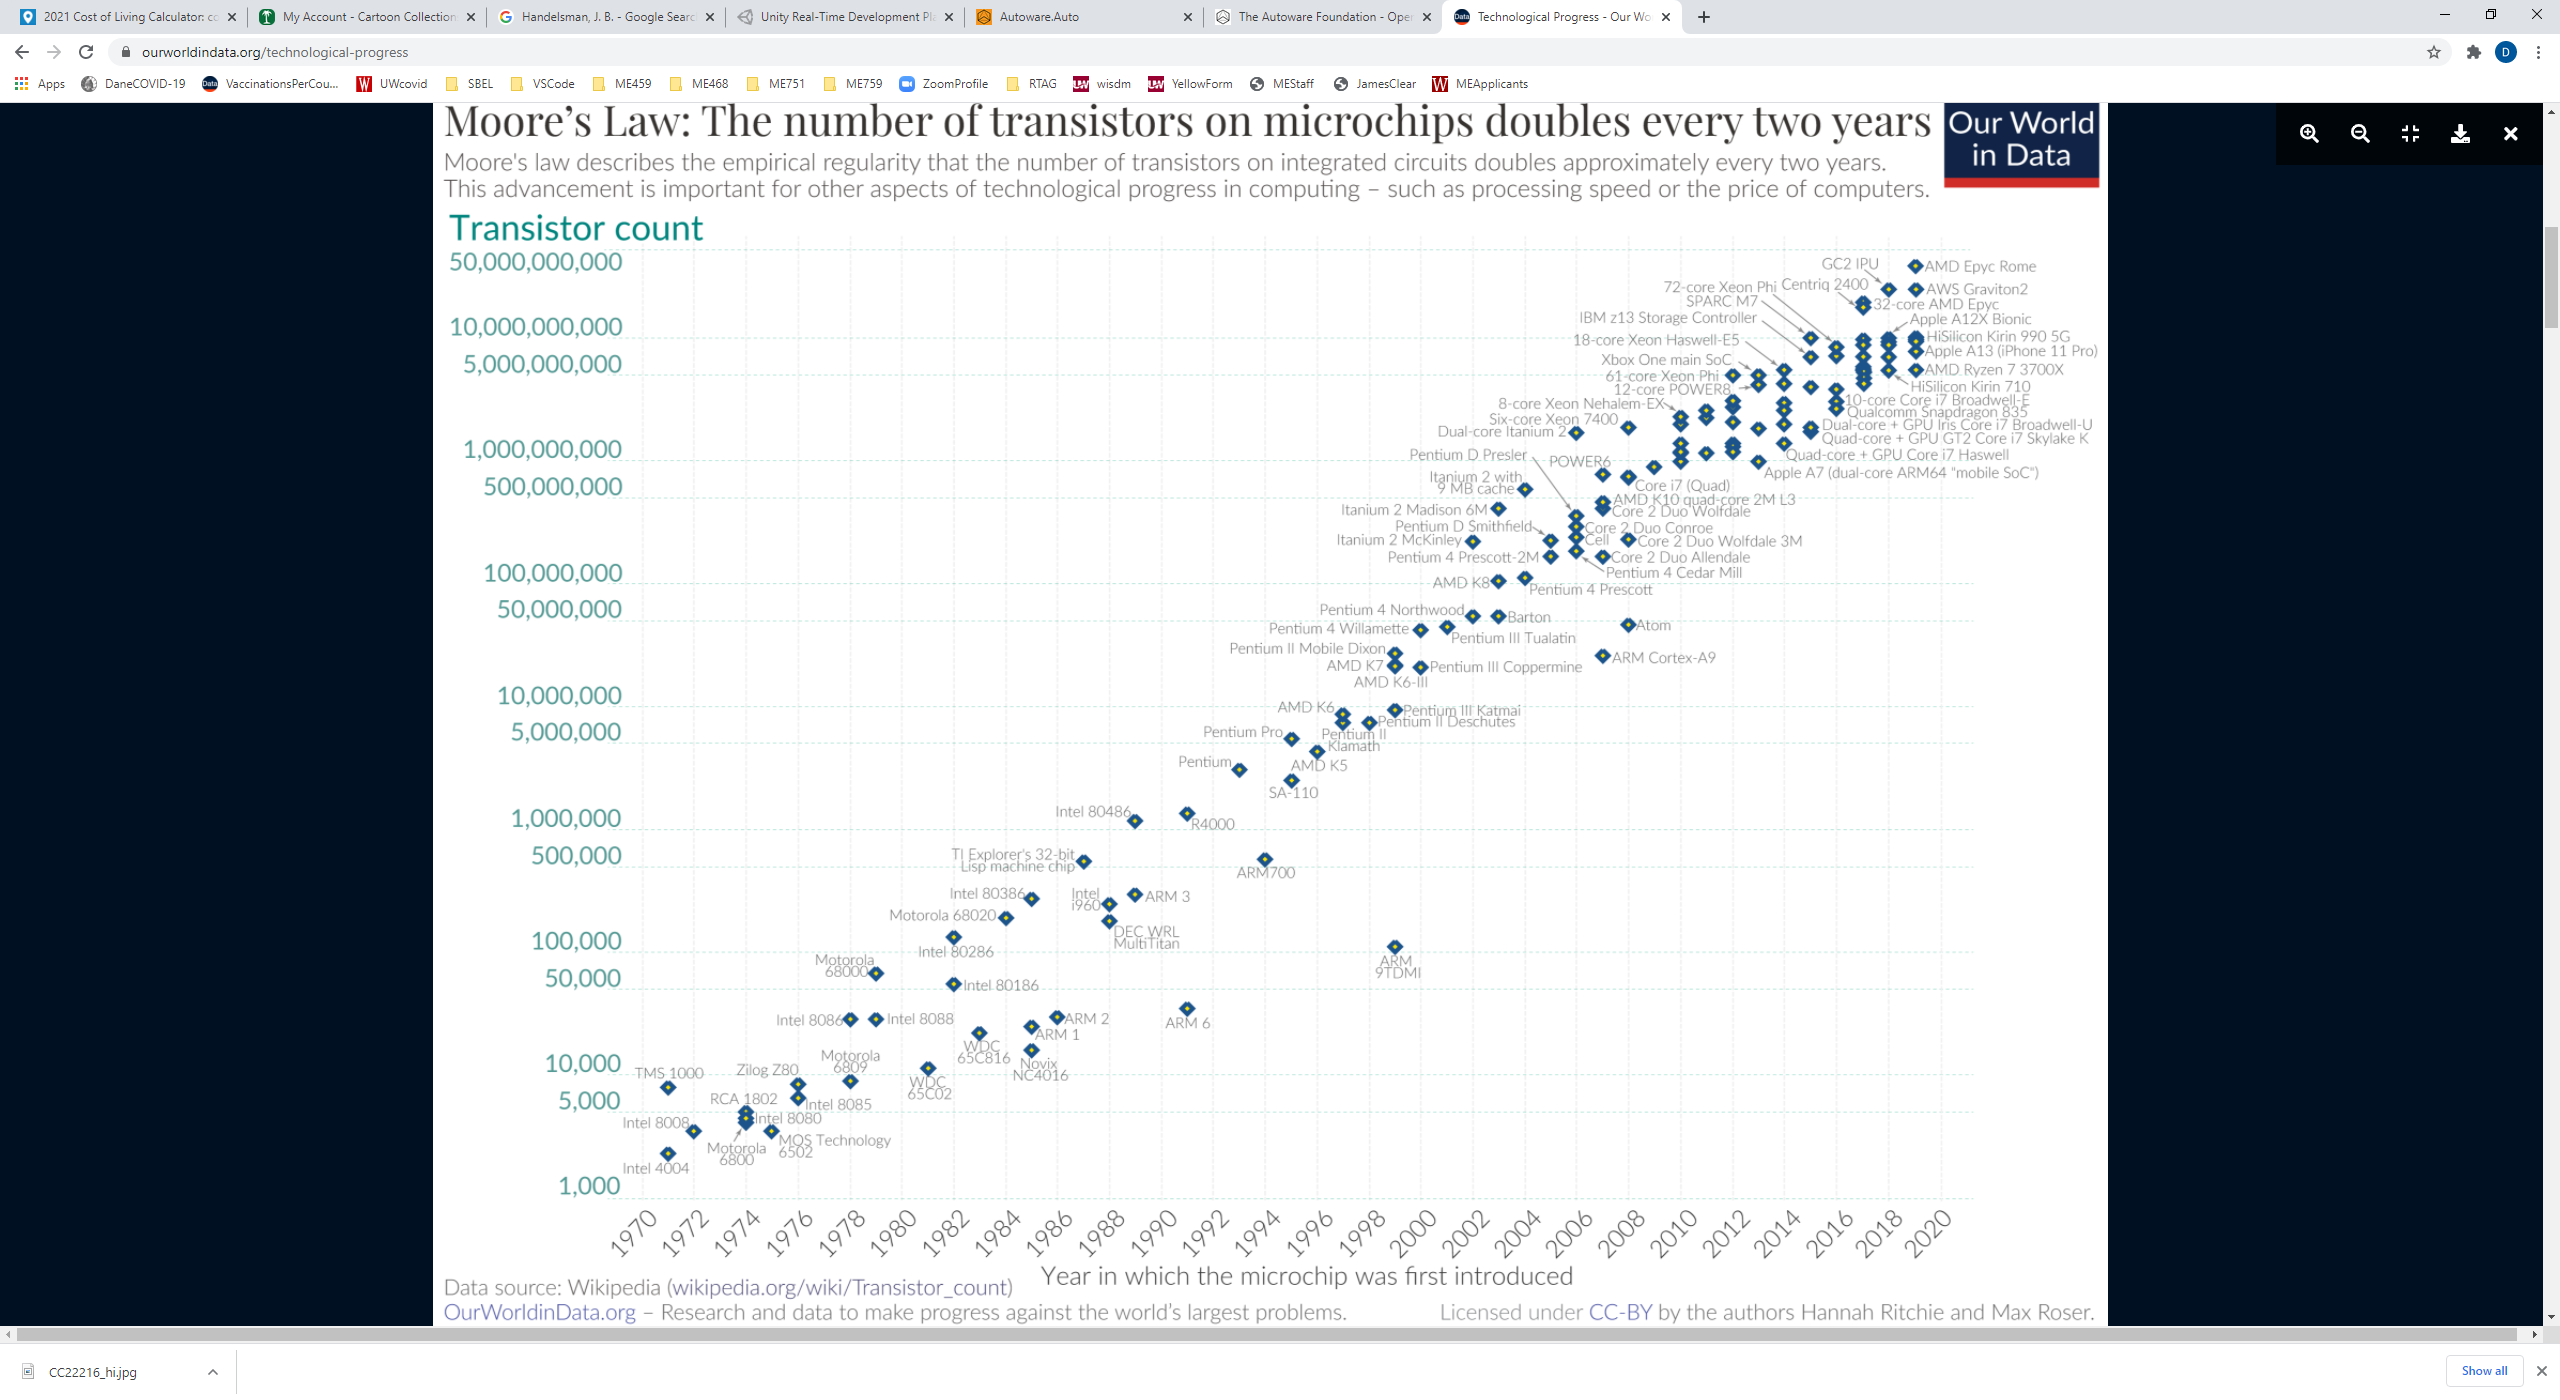 2021 Cost of Living Calculator: co
My Account - Cartoon Collection
Handelsman, J. B. - Google Searc
Unity Real-Time Development Pla
Autoware.Auto
The Autoware Foundation - Open
Technological Progress - Our Wo
ourworldindata.org/technological-progress
D
Apps
DaneCOVID-19
VaccinationsPerCou...
UWcovid
SBEL
VSCode
ME459
ME468
ME751
ME759
ZoomProfile
RTAG
wisdm
YellowForm
MEStaff
JamesClear
MEApplicants
Moore's Law: The number of transistors on microchips doubles every two years
Our World
in Data
Moore's law describes the empirical regularity that the number of transistors on integrated circuits doubles approximately every two years.
This advancement is important for other aspects of technological progress in computing – such as processing speed or the price of computers.
Transistor count
50,000,000,000
10,000,000,000
5,000,000,000
1,000,000,000
500,000,000
100,000,000
50,000,000
10,000,000
5,000,000
1,000,000
500,000
100,000
50,000
10,000
5,000
1,000
GC2 IPU
AMD Epyc Rome
72-core Xeon Phi
Centriq 2400
AWS Graviton2
SPARC M7
32-core AMD Epyc
IBM z13 Storage Controller
Apple A12X Bionic
18-core Xeon Haswell-E5
HiSilicon Kirin 990 5G
Xbox One main SoC
Apple A13 (iPhone 11 Pro)
61-core Xeon Phi
AMD Ryzen 7 3700X
12-core POWER8
HiSilicon Kirin 710
8-core Xeon Nehalem-EX
10-core Core i7 Broadwell-E
Six-core Xeon 7400
Qualcomm Snapdragon 835
Dual-core Itanium 2
Dual-core + GPU Iris Core i7 Broadwell-U
Quad-core + GPU GT2 Core i7 Skylake K
Pentium D Presler
POWER6
Quad-core + GPU Core i7 Haswell
Itanium 2 with
9 MB cache
Apple A7 (dual-core ARM64 "mobile SoC")
Core i7 (Quad)
Itanium 2 Madison 6M
AMD K10 quad-core 2M L3
Core 2 Duo Wolfdale
Pentium D Smithfield
Core 2 Duo Conroe
Itanium 2 McKinley
Cell
Core 2 Duo Wolfdale 3M
Pentium 4 Prescott-2M
Core 2 Duo Allendale
Pentium 4 Cedar Mill
AMD K8
Pentium 4 Prescott
Pentium 4 Northwood
Barton
Atom
Pentium 4 Willamette
Pentium III Tualatin
Pentium II Mobile Dixon
ARM Cortex-A9
AMD K7
Pentium III Coppermine
AMD K6-III
AMD K6
Pentium III Katmai
Pentium II Deschutes
Pentium Pro
Pentium II
Klamath
Pentium
AMD K5
SA-110
Intel 80486
R4000
TI Explorer's 32-bit
Lisp machine chip
ARM700
Intel 80386
Intel
i960
ARM 3
Motorola 68020
DEC WRL
MultiTitan
Intel 80286
Motorola
68000
ARM
9TDMI
Intel 80186
Intel 8086
Intel 8088
ARM 2
ARM 6
ARM 1
WDC
65C816
Novix
NC4016
Motorola
6809
TMS 1000
Zilog Z80
WDC
65C02
RCA 1802
Intel 8085
Intel 8080
Intel 8008
Motorola
6800
MOS Technology
6502
Intel 4004
1970
1972
1974
1976
1978
1980
1982
1984
1986
1988
1990
1992
1994
1996
1998
2000
2002
2004
2006
2008
2010
2012
2014
2016
2018
2020
Year in which the microchip was first introduced
Data source: Wikipedia (wikipedia.org/wiki/Transistor_count)
OurWorldinData.org – Research and data to make progress against the world's largest problems.
Licensed under CC-BY by the authors Hannah Ritchie and Max Roser.
CC22216_hi.jpg
Show all